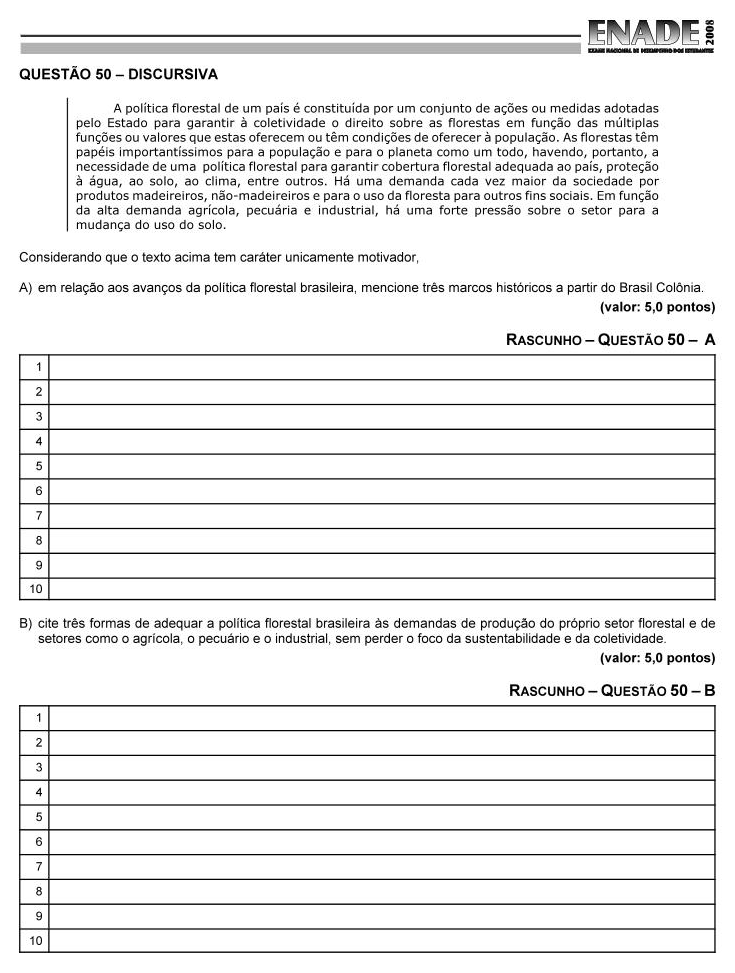 ENADE 2008
EXAME NACIONAL DE DESEMPENHO DOS ESTUDANTES
QUESTÃO 50 – DISCURSIVA
A política florestal de um país é constituída por um conjunto de ações ou medidas adotadas
pelo Estado para garantir à coletividade o direito sobre as florestas em função das múltiplas
funções ou valores que estas oferecem ou têm condições de oferecer à população. As florestas têm
papéis importantíssimos para a população e para o planeta como um todo, havendo, portanto, a
necessidade de uma política florestal para garantir cobertura florestal adequada ao país, proteção
à água, ao solo, ao clima, entre outros. Há uma demanda cada vez maior da sociedade por
produtos madeireiros, não-madeireiros e para o uso da floresta para outros fins sociais. Em função
da alta demanda agrícola, pecuária e industrial, há uma forte pressão sobre o setor para a
mudança do uso do solo.
Considerando que o texto acima tem caráter unicamente motivador,
A) em relação aos avanços da política florestal brasileira, mencione três marcos históricos a partir do Brasil Colônia.
(valor: 5,0 pontos)
RASCUNHO – QUESTÃO 50 – A
1
2
3
4
5
6
7
8
9
10
B) cite três formas de adequar a política florestal brasileira às demandas de produção do próprio setor florestal e de
setores como o agrícola, o pecuário e o industrial, sem perder o foco da sustentabilidade e da coletividade.
(valor: 5,0 pontos)
RASCUNHO – QUESTÃO 50 – B
1
2
3
4
5
6
7
8
9
10